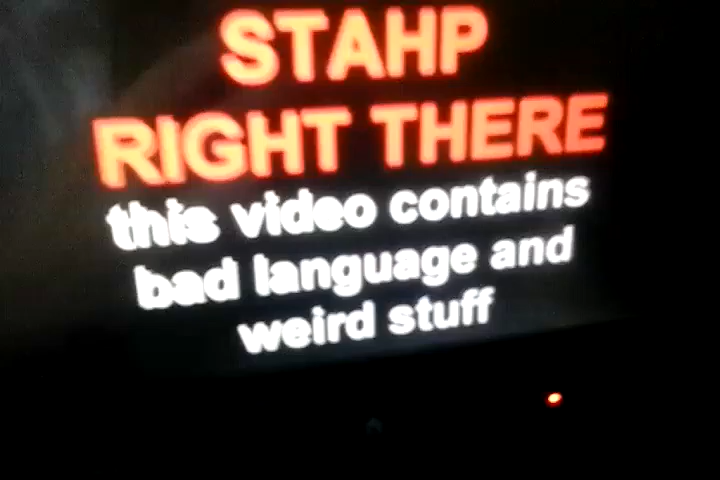 STAHP
RIGHT THERE
this video contains
bad language and
weird stuff